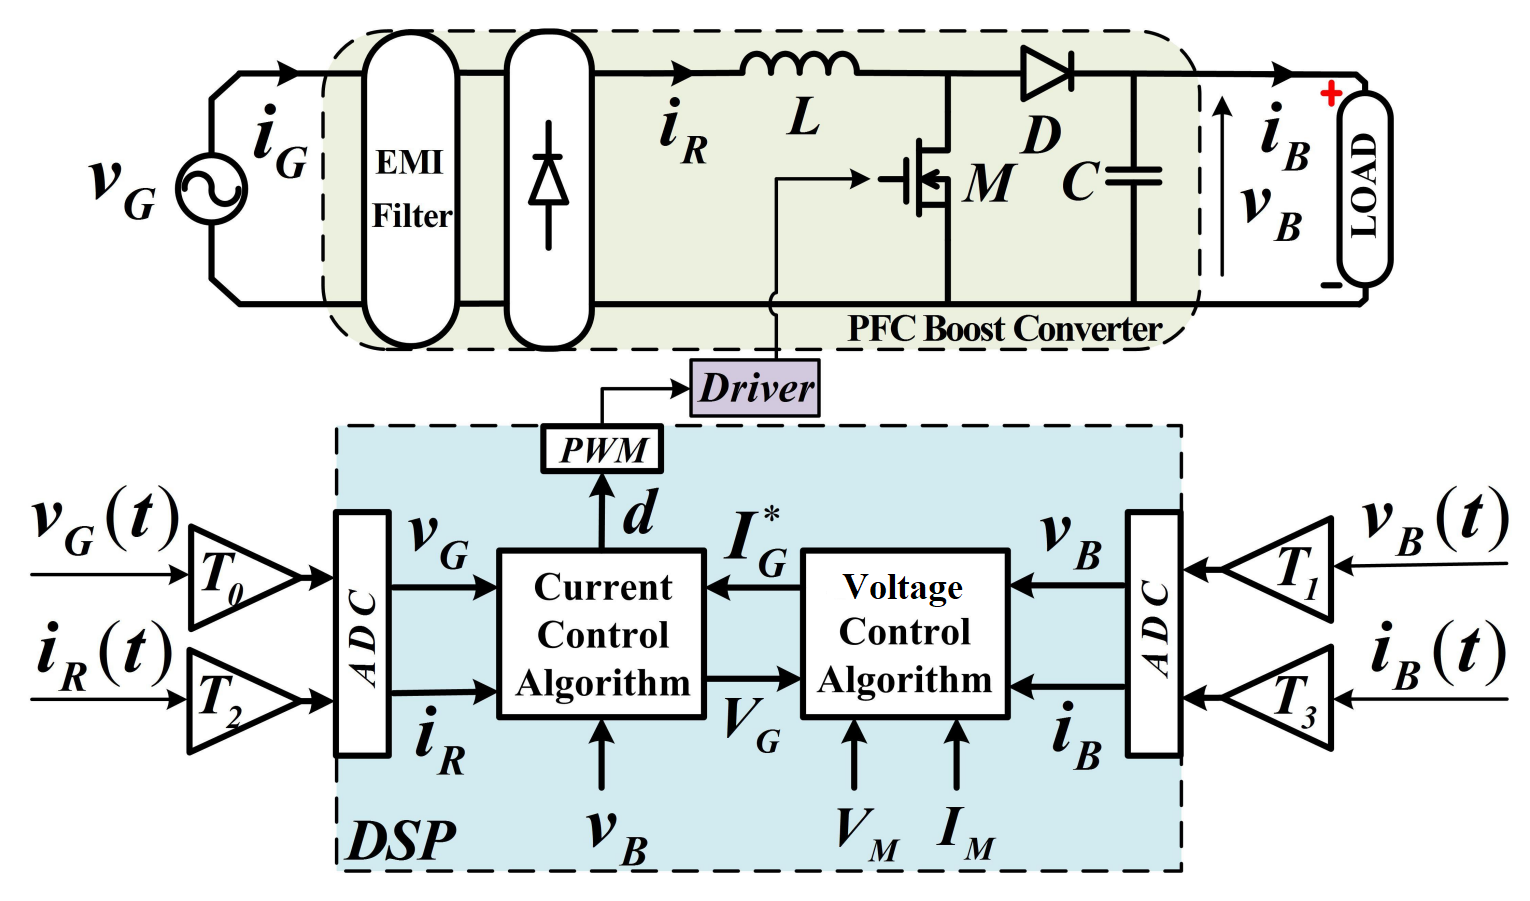 v_G
i_G
EMI
Filter
i_R
L
M
D
C
i_B
v_B
+
LOAD
-
PFC Boost Converter
Driver
PWM
d
v_G(t)
T_0
i_R(t)
T_2
ADC
v_G
i_R
Current
Control
Algorithm
v_B
I*_G
V_G
Voltage
Control
Algorithm
V_M
I_M
v_B
i_B
ADC
T_1
v_B(t)
T_3
i_B(t)
DSP